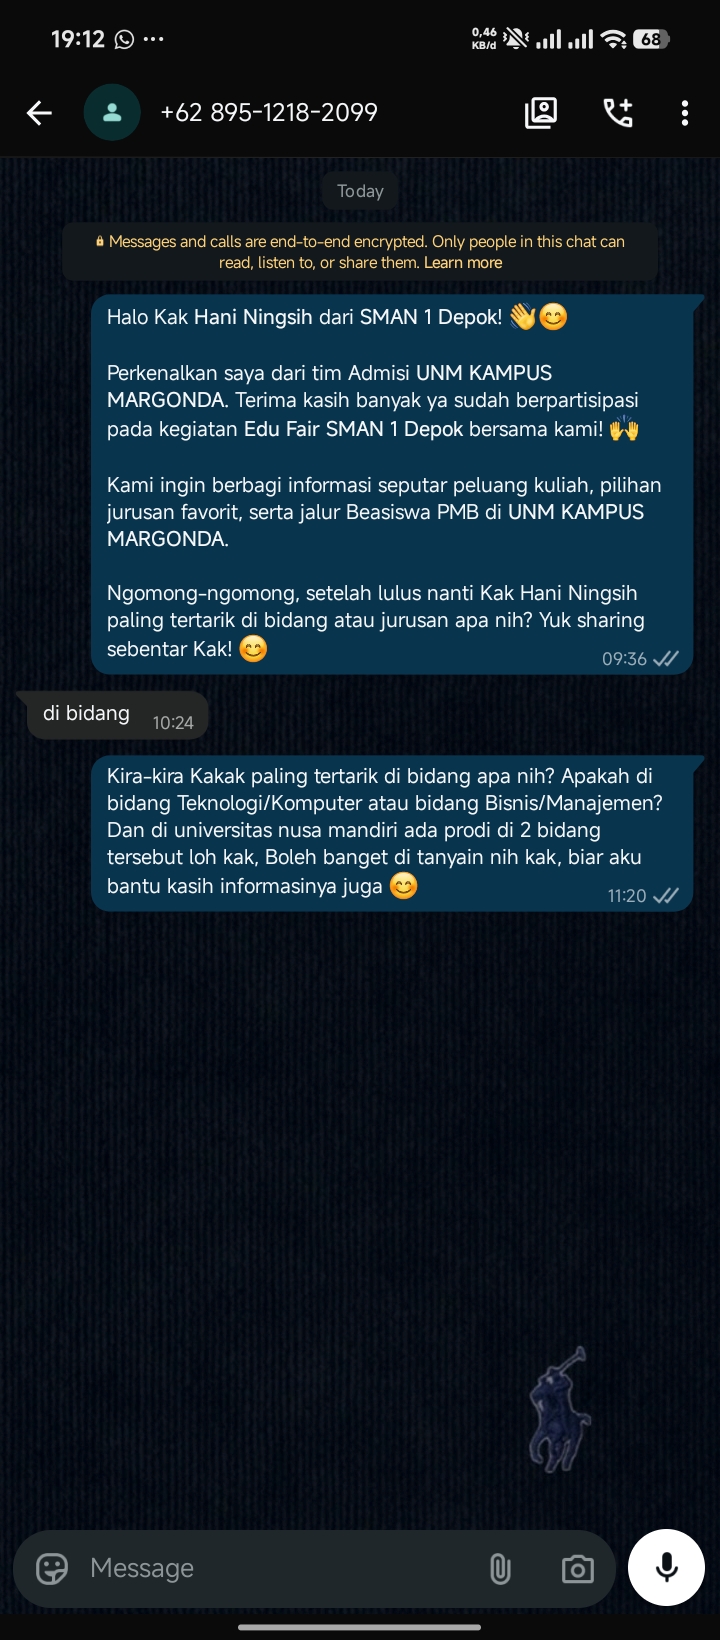 19:12
0,46
KB/d
68
+62 895-1218-2099
Today
Messages and calls are end-to-end encrypted. Only people in this chat can
read, listen to, or share them. Learn more
Halo Kak Hani Ningsih dari SMAN 1 Depok! 👋😊
Perkenalkan saya dari tim Admisi UNM KAMPUS
MARGONDA. Terima kasih banyak ya sudah berpartisipasi
pada kegiatan Edu Fair SMAN 1 Depok bersama kami! 🙌
Kami ingin berbagi informasi seputar peluang kuliah, pilihan
jurusan favorit, serta jalur Beasiswa PMB di UNM KAMPUS
MARGONDA.
Ngomong-ngomong, setelah lulus nanti Kak Hani Ningsih
paling tertarik di bidang atau jurusan apa nih? Yuk sharing
sebentar Kak! 😊
09:36
di bidang
10:24
Kira-kira Kakak paling tertarik di bidang apa nih? Apakah di
bidang Teknologi/Komputer atau bidang Bisnis/Manajemen?
Dan di universitas nusa mandiri ada prodi di 2 bidang
tersebut loh kak, Boleh banget di tanyain nih kak, biar aku
bantu kasih informasinya juga 😊
11:20
Message